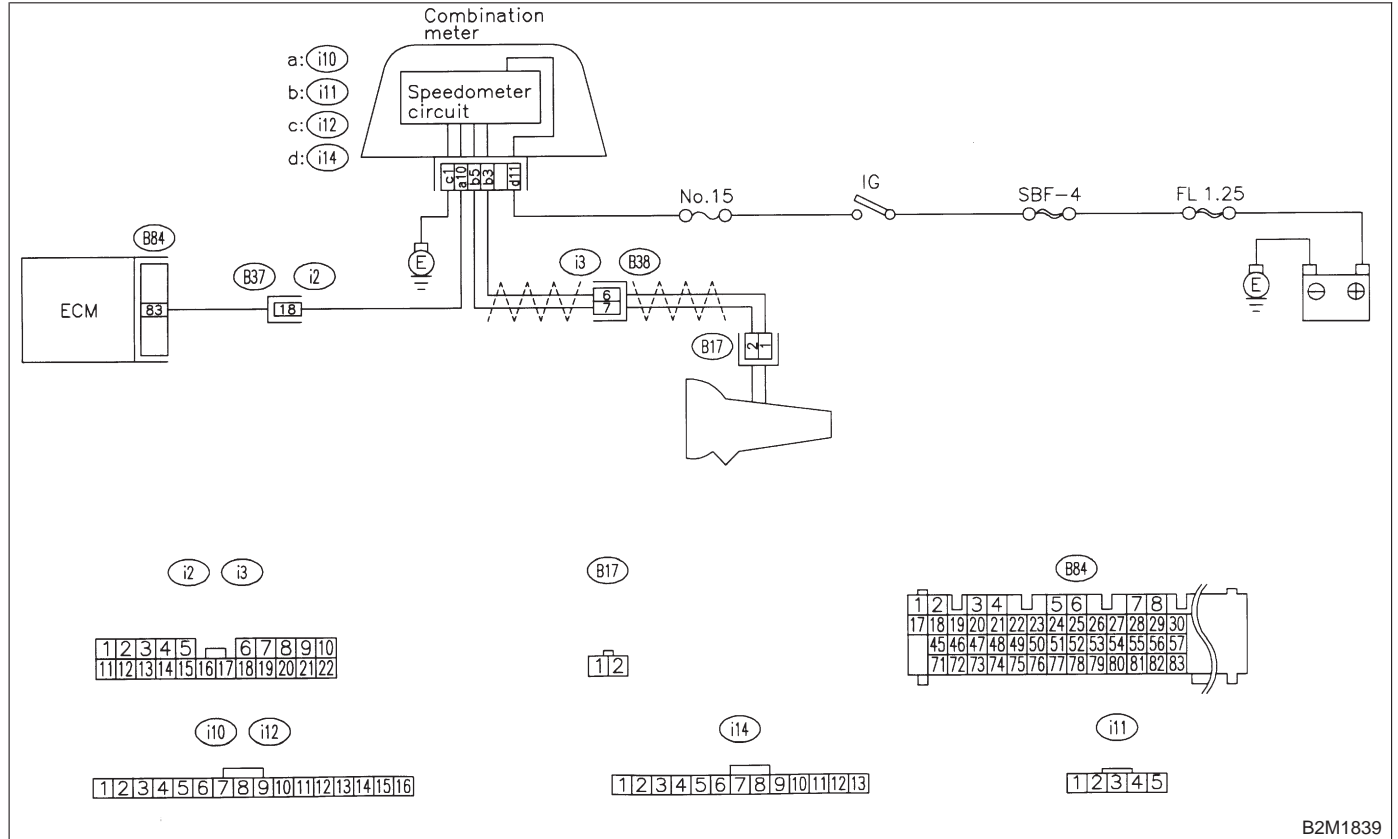 Combination
meter
a: i10
b: i11
c: i12
d: i14
Speedometer
circuit
c1 a10 b5 b3 d11
No.15
IG
SBF-4
FL 1.25
E
E
⊖ ⊕
B84
ECM
83
B37 i2
18
i3 B38
6
7
B17
2 1
i2 i3
1 2 3 4 5 6 7 8 9 10
11 12 13 14 15 16 17 18 19 20 21 22
B17
1 2
B84
1 2 3 4 5 6 7 8
17 18 19 20 21 22 23 24 25 26 27 28 29 30
45 46 47 48 49 50 51 52 53 54 55 56 57
71 72 73 74 75 76 77 78 79 80 81 82 83
i10 i12
1 2 3 4 5 6 7 8 9 10 11 12 13 14 15 16
i14
1 2 3 4 5 6 7 8 9 10 11 12 13
i11
1 2 3 4 5
B2M1839